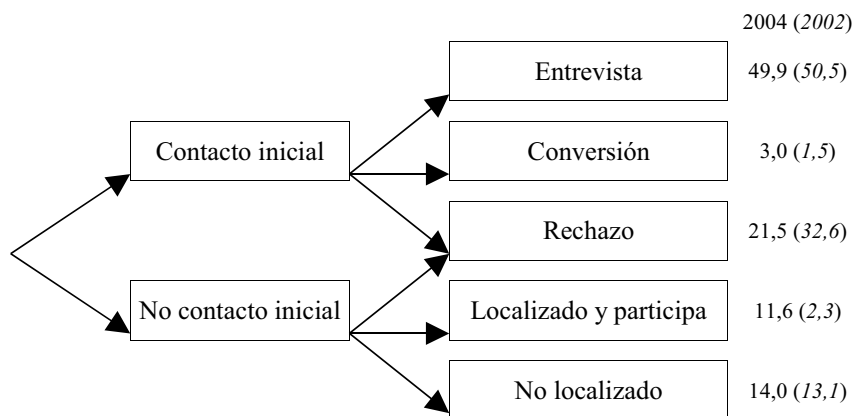 2004 (2002)
Entrevista 49,9 (50,5)
Contacto inicial Conversión 3,0 (1,5)
Rechazo 21,5 (32,6)
No contacto inicial Localizado y participa 11,6 (2,3)
No localizado 14,0 (13,1)